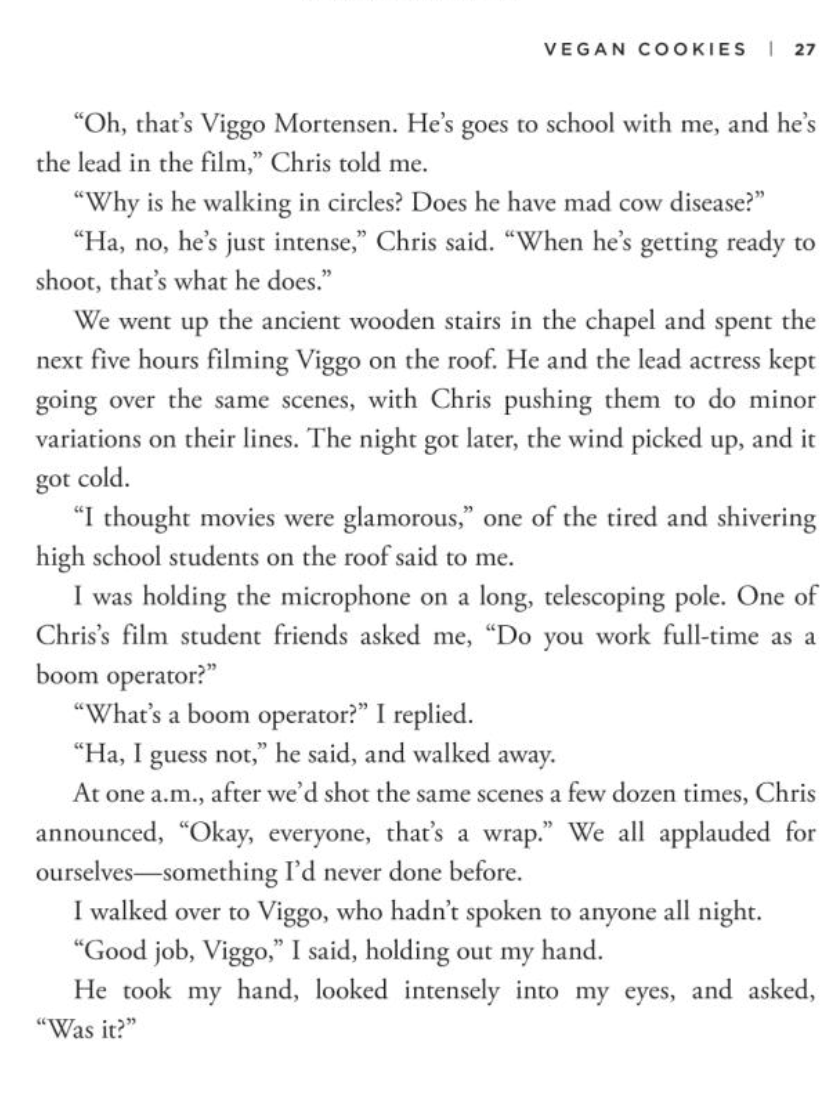 VEGAN COOKIES | 27
“Oh, that’s Viggo Mortensen. He’s goes to school with me, and he’s
the lead in the film,” Chris told me.
“Why is he walking in circles? Does he have mad cow disease?”
“Ha, no, he’s just intense,” Chris said. “When he’s getting ready to
shoot, that’s what he does.”
We went up the ancient wooden stairs in the chapel and spent the
next five hours filming Viggo on the roof. He and the lead actress kept
going over the same scenes, with Chris pushing them to do minor
variations on their lines. The night got later, the wind picked up, and it
got cold.
“I thought movies were glamorous,” one of the tired and shivering
high school students on the roof said to me.
I was holding the microphone on a long, telescoping pole. One of
Chris’s film student friends asked me, “Do you work full-time as a
boom operator?”
“What’s a boom operator?” I replied.
“Ha, I guess not,” he said, and walked away.
At one a.m., after we’d shot the same scenes a few dozen times, Chris
announced, “Okay, everyone, that’s a wrap.” We all applauded for
ourselves—something I’d never done before.
I walked over to Viggo, who hadn’t spoken to anyone all night.
“Good job, Viggo,” I said, holding out my hand.
He took my hand, looked intensely into my eyes, and asked,
“Was it?”